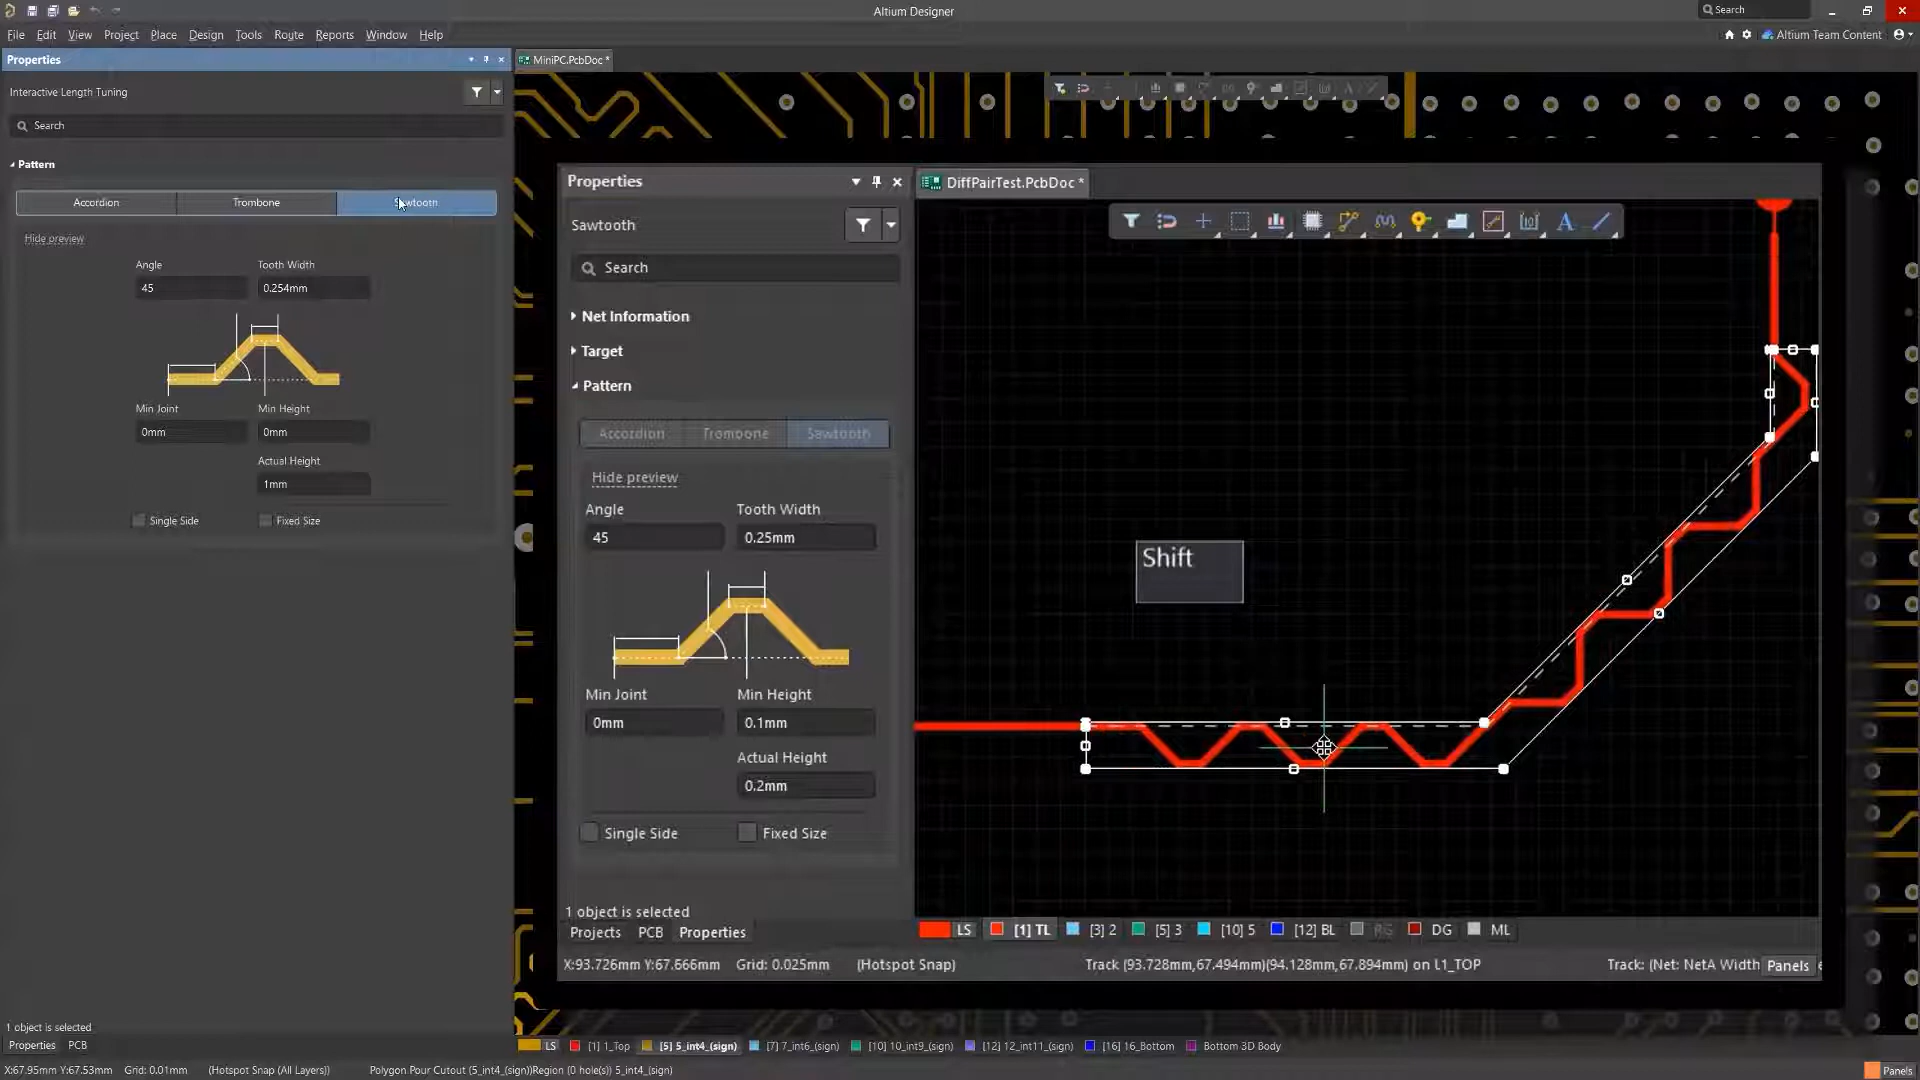 Altium Designer
Search
File Edit View Project Place Design Tools Route Reports Window Help
Altium Team Content
Properties
MiniPC.PcbDoc *
Interactive Length Tuning
Search
Pattern
Accordion Trombone Sawtooth
Hide preview
Angle Tooth Width
45 0.254mm
Min Joint Min Height
0mm 0mm
Actual Height
1mm
Single Side Fixed Size
Properties
DiffPairTest.PcbDoc *
Sawtooth
Search
Net Information
Target
Pattern
Accordion Trombone Sawtooth
Hide preview
Angle Tooth Width
45 0.25mm
Shift
Min Joint Min Height
0mm 0.1mm
Actual Height
0.2mm
Single Side Fixed Size
1 object is selected
Projects PCB Properties
LS [1] TL [3] 2 [5] 3 [10] 5 [12] BL RG DG ML
X:93.726mm Y:67.666mm Grid: 0.025mm (Hotspot Snap) Track (93.728mm,67.494mm)(94.128mm,67.894mm) on L1_TOP Track: (Net: NetA Width Panels
1 object is selected
Properties PCB
LS [1] 1_Top [5] 5_int4_(sign) [7] 7_int6_(sign) [10] 10_int9_(sign) [12] 12_int11_(sign) [16] 16_Bottom Bottom 3D Body
X:67.95mm Y:67.53mm Grid: 0.01mm (Hotspot Snap (All Layers)) Polygon Pour Cutout (5_int4_(sign))Region (0 hole(s)) 5_int4_(sign) Panels